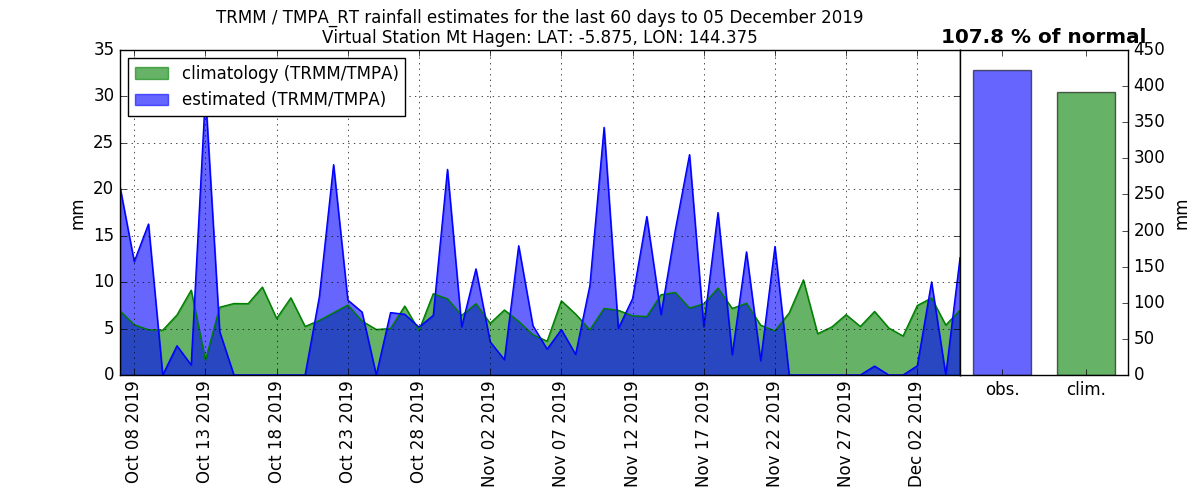 TRMM / TMPA_RT rainfall estimates for the last 60 days to 05 December 2019
Virtual Station Mt Hagen: LAT: -5.875, LON: 144.375
107.8 % of normal
climatology (TRMM/TMPA)
estimated (TRMM/TMPA)
mm
35
30
25
20
15
10
5
0
Oct 08 2019
Oct 13 2019
Oct 18 2019
Oct 23 2019
Oct 28 2019
Nov 02 2019
Nov 07 2019
Nov 12 2019
Nov 17 2019
Nov 22 2019
Nov 27 2019
Dec 02 2019
obs.
clim.
450
400
350
300
250
200
150
100
50
0
mm